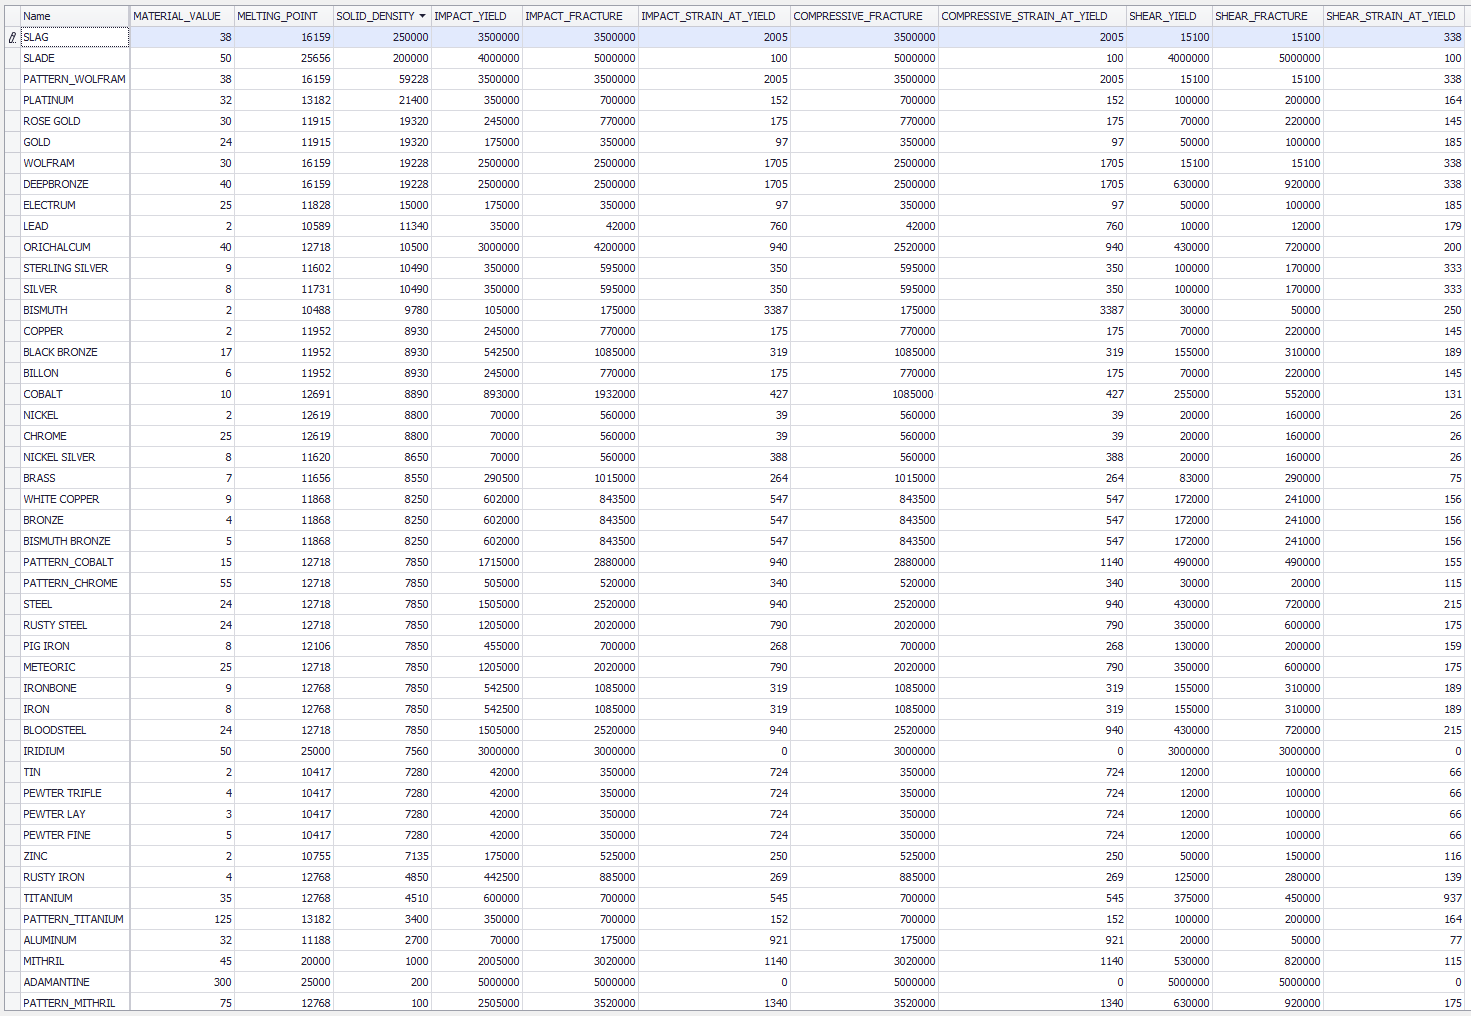 Name MATERIAL_VALUE MELTING_POINT SOLID_DENSITY IMPACT_YIELD IMPACT_FRACTURE IMPACT_STRAIN_AT_YIELD COMPRESSIVE_FRACTURE COMPRESSIVE_STRAIN_AT_YIELD SHEAR_YIELD SHEAR_FRACTURE SHEAR_STRAIN_AT_YIELD
SLAG 38 16159 250000 3500000 3500000 2005 3500000 2005 15100 15100 338
SLADE 50 25656 200000 4000000 5000000 100 5000000 100 4000000 5000000 100
PATTERN_WOLFRAM 38 16159 59228 3500000 3500000 2005 3500000 2005 15100 15100 338
PLATINUM 32 13182 21400 350000 700000 152 700000 152 100000 200000 164
ROSE GOLD 30 11915 19320 245000 770000 175 770000 175 70000 220000 145
GOLD 24 11915 19320 175000 350000 97 350000 97 50000 100000 185
WOLFRAM 30 16159 19228 2500000 2500000 1705 2500000 1705 15100 15100 338
DEEPBRONZE 40 16159 19228 2500000 2500000 1705 2500000 1705 630000 920000 338
ELECTRUM 25 11828 15000 175000 350000 97 350000 97 50000 100000 185
LEAD 2 10589 11340 35000 42000 760 42000 760 10000 12000 179
ORICHALCUM 40 12718 10500 3000000 4200000 940 2520000 940 430000 720000 200
STERLING SILVER 9 11602 10490 350000 595000 350 595000 350 100000 170000 333
SILVER 8 11731 10490 350000 595000 350 595000 350 100000 170000 333
BISMUTH 2 10488 9780 105000 175000 3387 175000 3387 30000 50000 250
COPPER 2 11952 8930 245000 770000 175 770000 175 70000 220000 145
BLACK BRONZE 17 11952 8930 542500 1085000 319 1085000 319 155000 310000 189
BILLON 6 11952 8930 245000 770000 175 770000 175 70000 220000 145
COBALT 10 12691 8890 893000 1932000 427 1085000 427 255000 552000 131
NICKEL 2 12619 8800 70000 560000 39 560000 39 20000 160000 26
CHROME 25 12619 8800 70000 560000 39 560000 39 20000 160000 26
NICKEL SILVER 8 11620 8650 70000 560000 388 560000 388 20000 160000 26
BRASS 7 11656 8550 290500 1015000 264 1015000 264 83000 290000 75
WHITE COPPER 9 11868 8250 602000 843500 547 843500 547 172000 241000 156
BRONZE 4 11868 8250 602000 843500 547 843500 547 172000 241000 156
BISMUTH BRONZE 5 11868 8250 602000 843500 547 843500 547 172000 241000 156
PATTERN_COBALT 15 12718 7850 1715000 2880000 940 2880000 1140 490000 490000 155
PATTERN_CHROME 55 12718 7850 505000 520000 340 520000 340 30000 20000 115
STEEL 24 12718 7850 1505000 2520000 940 2520000 940 430000 720000 215
RUSTY STEEL 24 12718 7850 1205000 2020000 790 2020000 790 350000 600000 175
PIG IRON 8 12106 7850 455000 700000 268 700000 268 130000 200000 159
METEORIC 25 12718 7850 1205000 2020000 790 2020000 790 350000 600000 175
IRONBONE 9 12768 7850 542500 1085000 319 1085000 319 155000 310000 189
IRON 8 12768 7850 542500 1085000 319 1085000 319 155000 310000 189
BLOODSTEEL 24 12718 7850 1505000 2520000 940 2520000 940 430000 720000 215
IRIDIUM 50 25000 7560 3000000 3000000 0 3000000 0 3000000 3000000 0
TIN 2 10417 7280 42000 350000 724 350000 724 12000 100000 66
PEWTER TRIFLE 4 10417 7280 42000 350000 724 350000 724 12000 100000 66
PEWTER LAY 3 10417 7280 42000 350000 724 350000 724 12000 100000 66
PEWTER FINE 5 10417 7280 42000 350000 724 350000 724 12000 100000 66
ZINC 2 10755 7135 175000 525000 250 525000 250 50000 150000 116
RUSTY IRON 4 12768 4850 442500 885000 269 885000 269 125000 280000 139
TITANIUM 35 12768 4510 600000 700000 545 700000 545 375000 450000 937
PATTERN_TITANIUM 125 13182 3400 350000 700000 152 700000 152 100000 200000 164
ALUMINUM 32 11188 2700 70000 175000 921 175000 921 20000 50000 77
MITHRIL 45 20000 1000 2005000 3020000 1140 3020000 1140 530000 820000 115
ADAMANTINE 300 25000 200 5000000 5000000 0 5000000 0 5000000 5000000 0
PATTERN_MITHRIL 75 12768 100 2505000 3520000 1340 3520000 1340 630000 920000 175